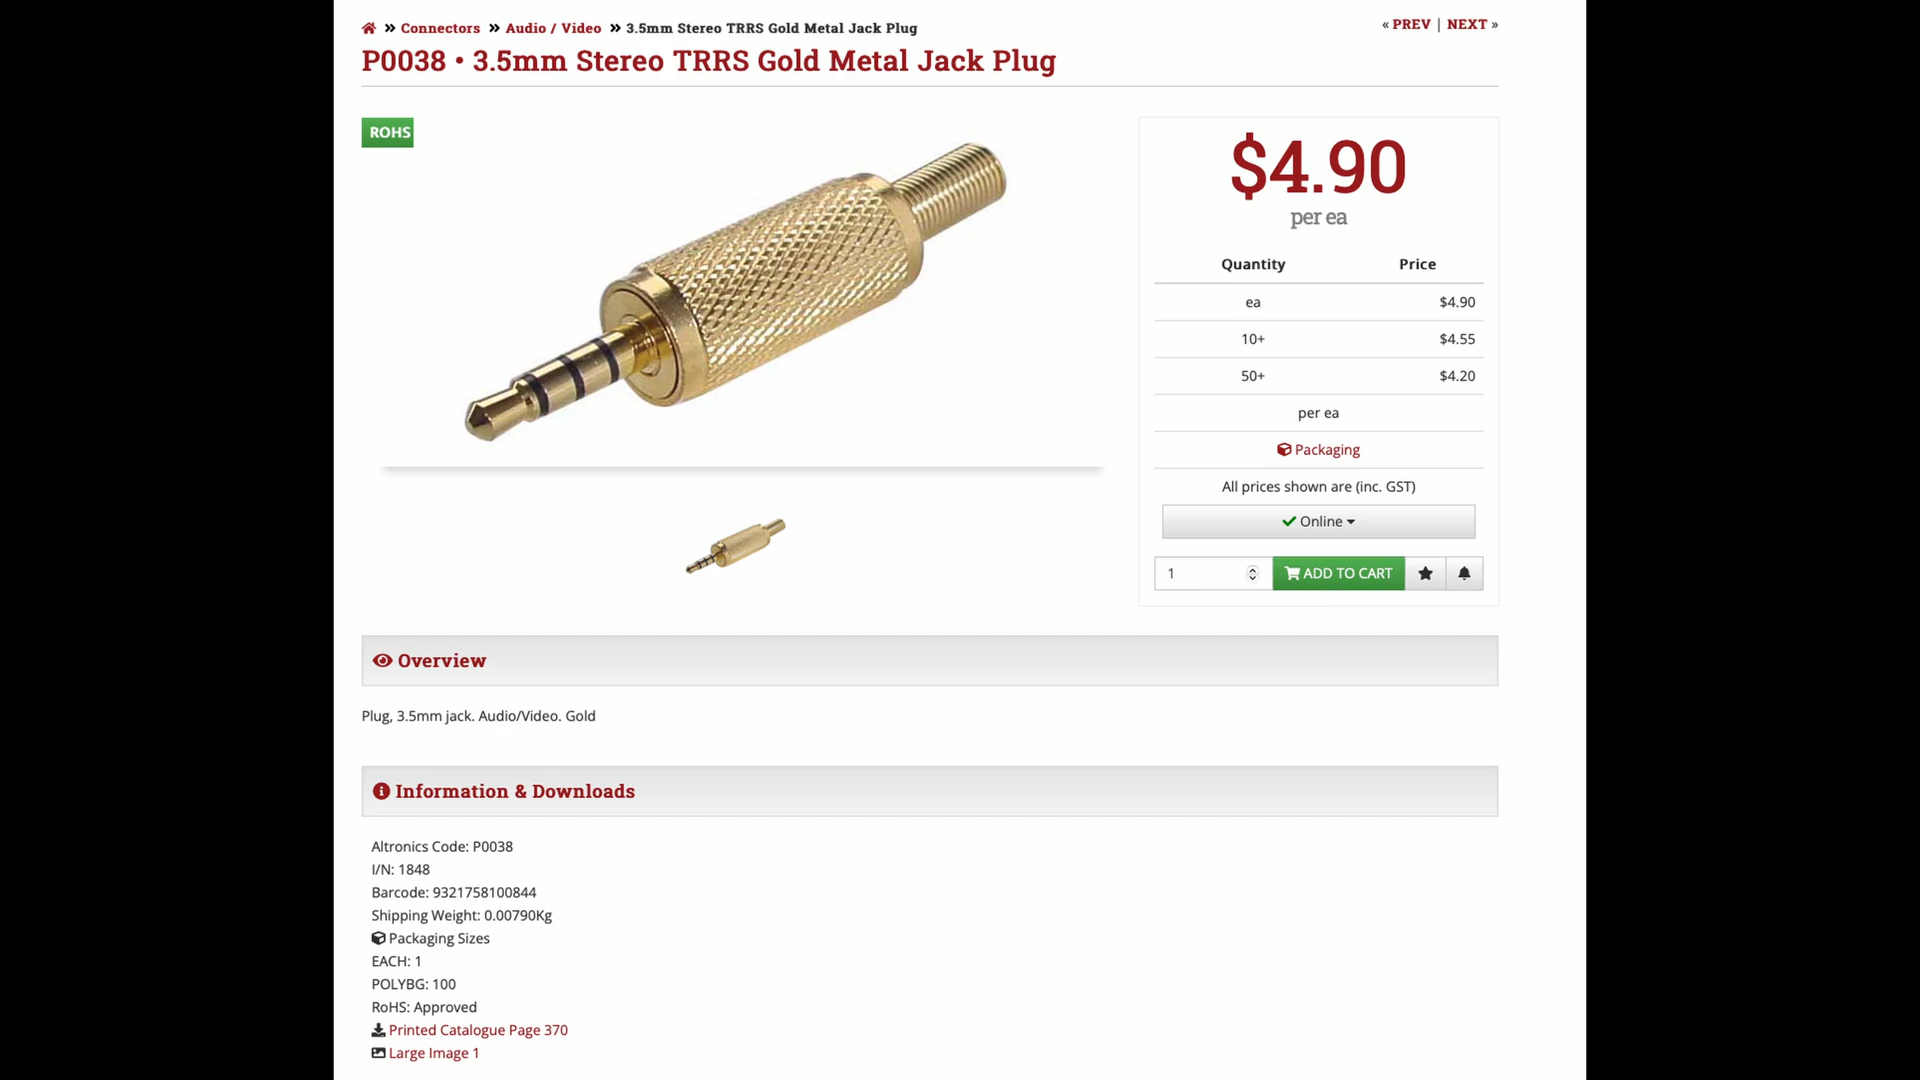 » Connectors » Audio / Video » 3.5mm Stereo TRRS Gold Metal Jack Plug
« PREV | NEXT »
P0038 • 3.5mm Stereo TRRS Gold Metal Jack Plug
ROHS
$4.90
per ea
Quantity Price
ea $4.90
10+ $4.55
50+ $4.20
per ea
Packaging
All prices shown are (inc. GST)
Online
1 ADD TO CART
Overview
Plug, 3.5mm jack. Audio/Video. Gold
Information & Downloads
Altronics Code: P0038
I/N: 1848
Barcode: 9321758100844
Shipping Weight: 0.00790Kg
Packaging Sizes
EACH: 1
POLYBG: 100
RoHS: Approved
Printed Catalogue Page 370
Large Image 1